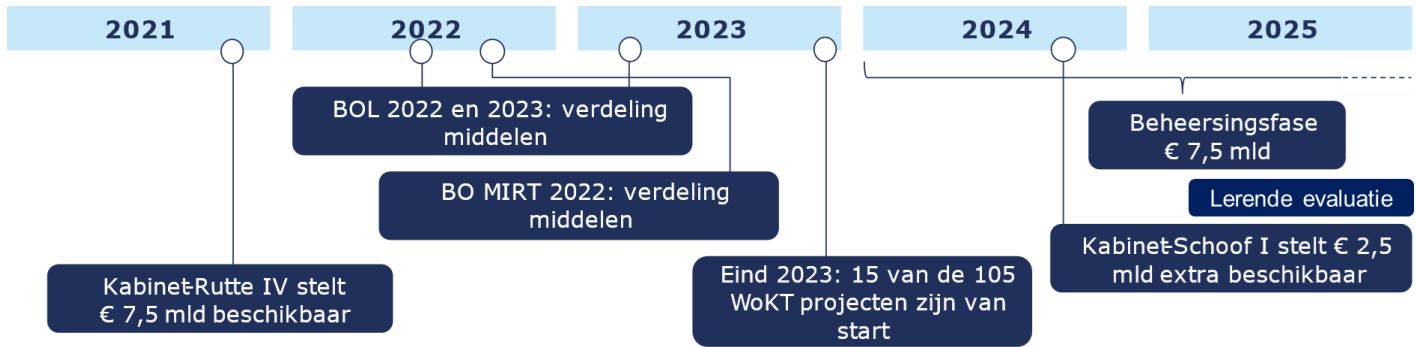 2021
2022
2023
2024
2025
BOL 2022 en 2023: verdeling
middelen
Beheersingsfase
€ 7,5 mld
BO MIRT 2022: verdeling
middelen
Lerende evaluatie
Kabinet-Schoof I stelt € 2,5
mld extra beschikbaar
Kabinet-Rutte IV stelt
€ 7,5 mld beschikbaar
Eind 2023: 15 van de 105
WoKT projecten zijn van
start